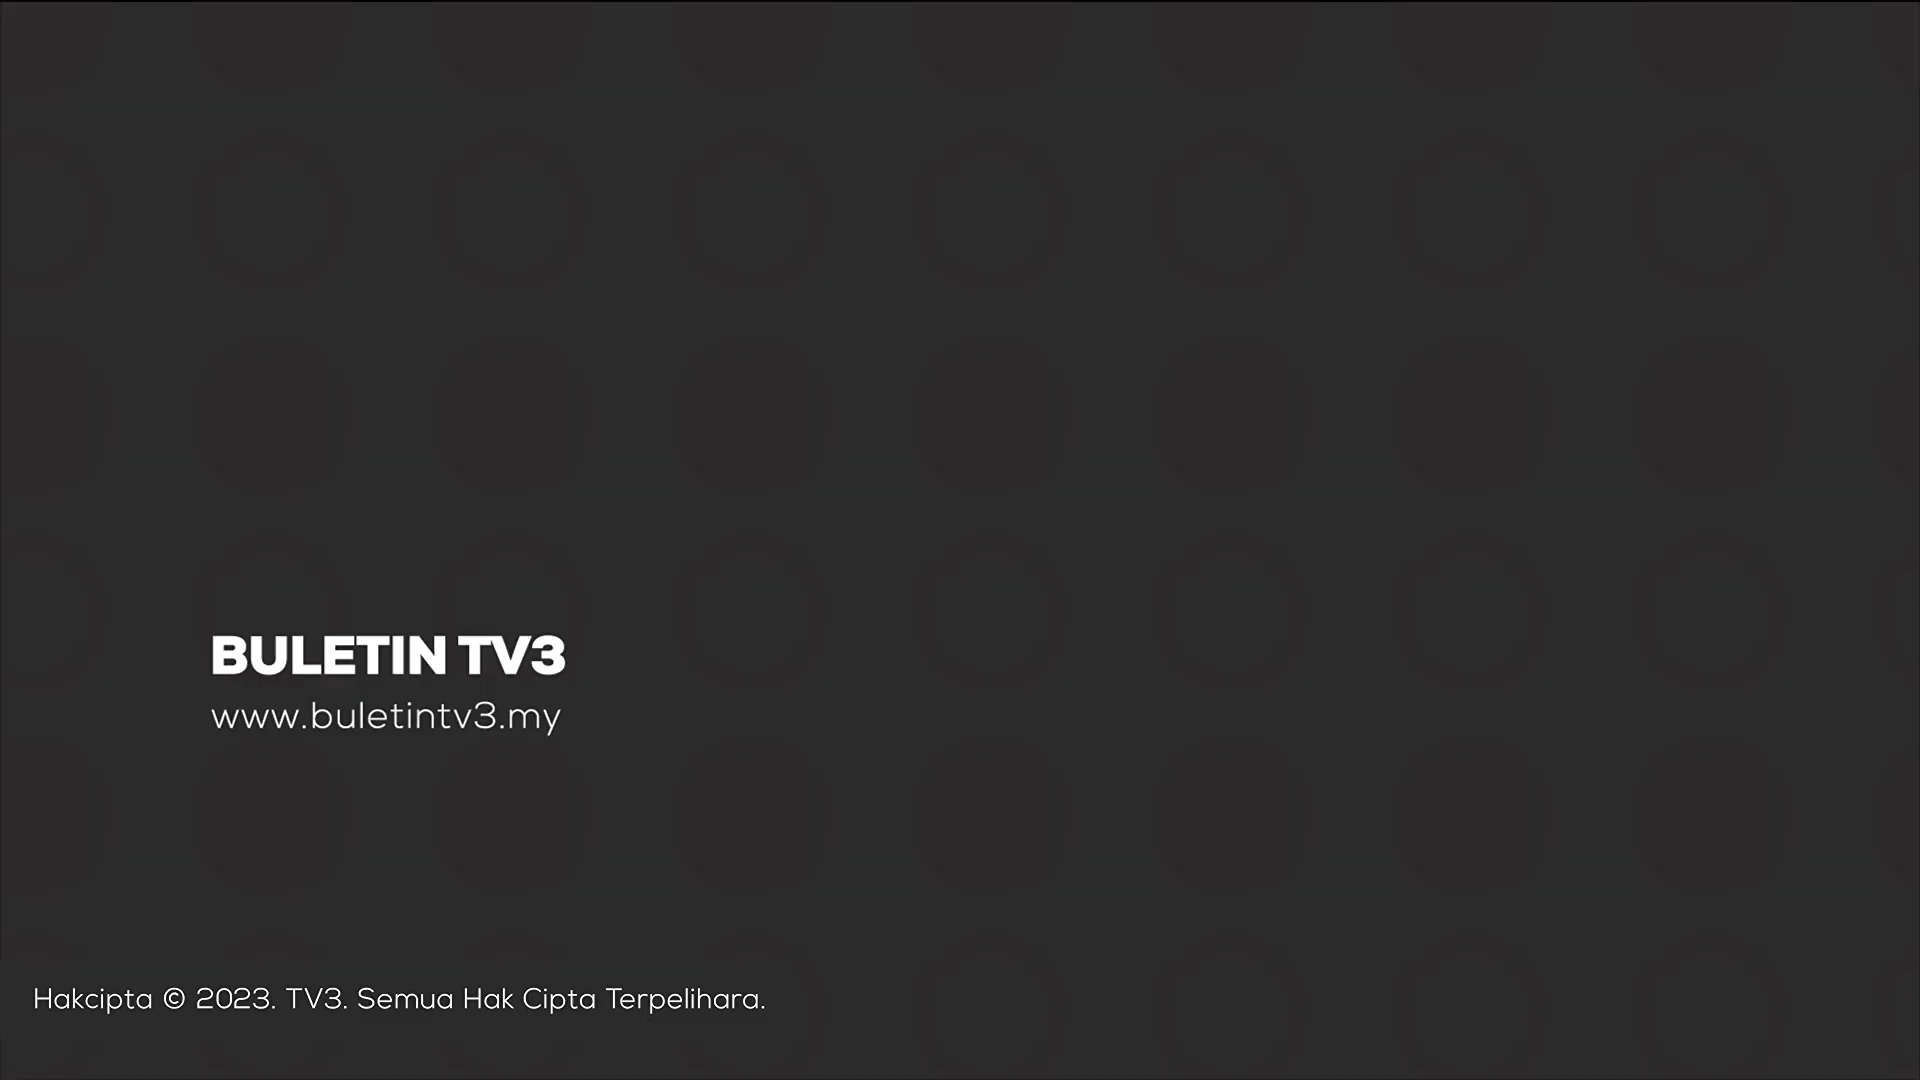 BULETIN TV3
www.buletintv3.my
Hakcipta © 2023. TV3. Semua Hak Cipta Terpelihara.